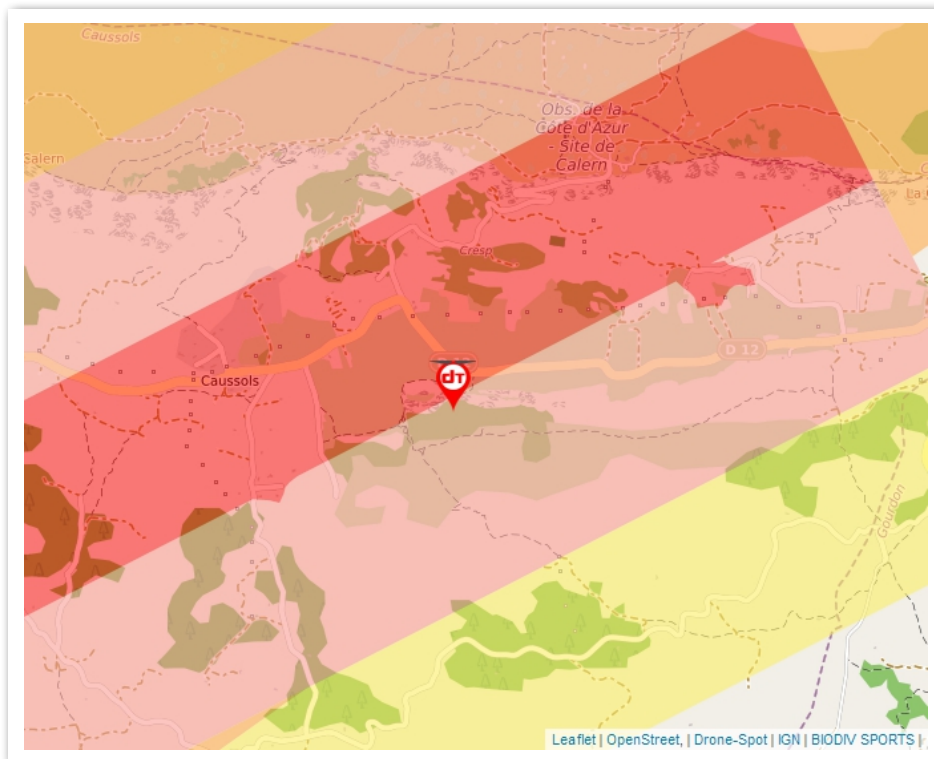 Caussols
Obs. de la
Côte d'Azur
- Site de
Calern
Calern
Cresp
Caussols
D 12
dT
Gourdon
Leaflet | OpenStreet, | Drone-Spot | IGN | BIODIV SPORTS |